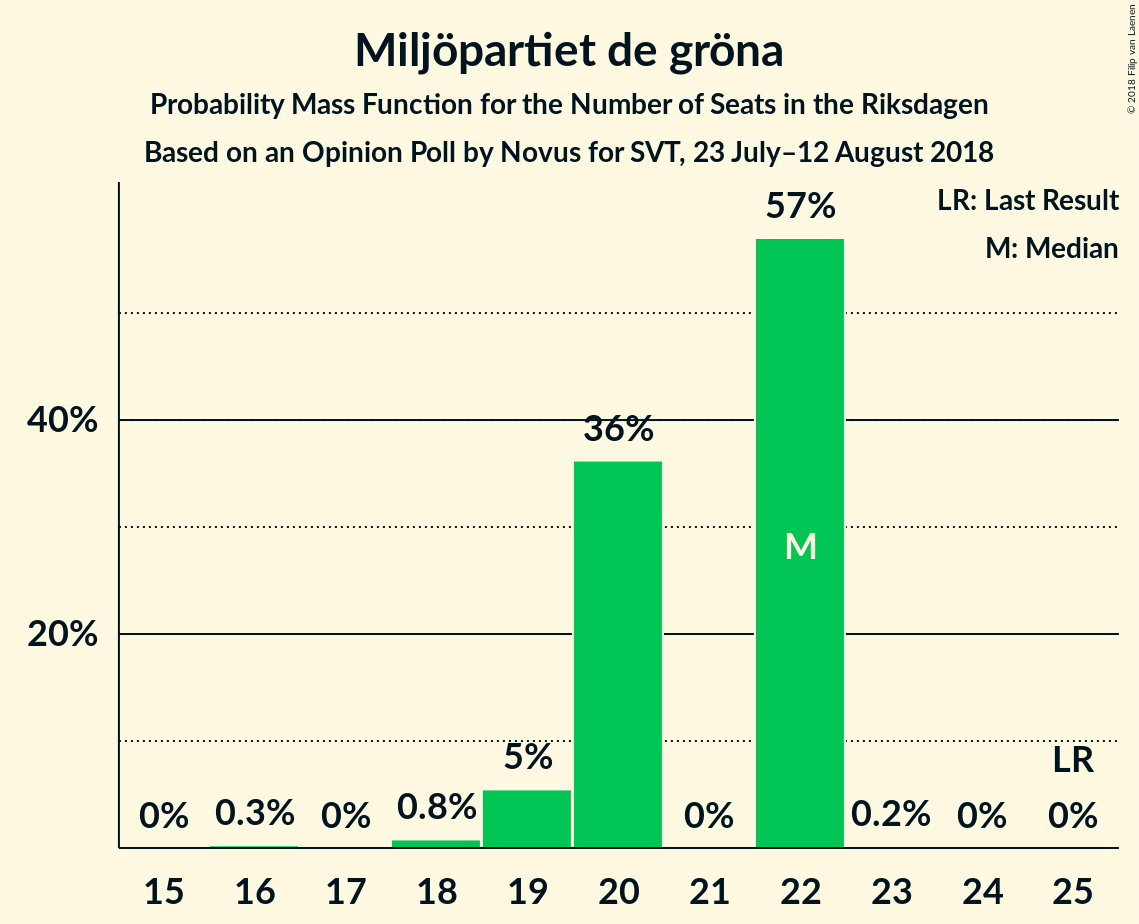 Miljöpartiet de gröna
Probability Mass Function for the Number of Seats in the Riksdagen
Based on an Opinion Poll by Novus for SVT, 23 July–12 August 2018
© 2018 Filip van Laenen
LR: Last Result
M: Median
57%
40%
36%
M
20%
5%
LR
0%
0.3%
0%
0.8%
0%
0.2%
0%
0%
15 16 17 18 19 20 21 22 23 24 25